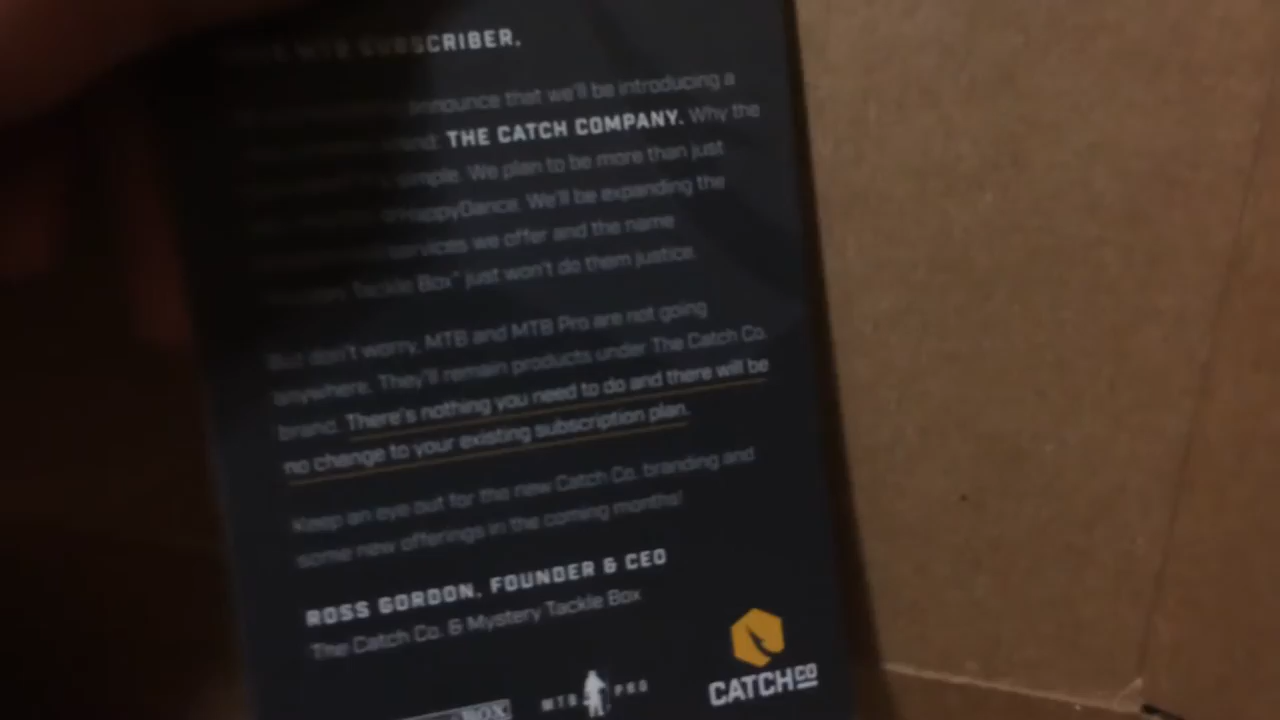 MTB SUBSCRIBER,
announce that we'll be introducing a
THE CATCH COMPANY. Why the
simple. We plan to be more than just
#HappyDance. We'll be expanding the
services we offer and the name
Tackle Box" just won't do them justice.
But don't worry, MTB and MTB Pro are not going
anywhere. They'll remain products under The Catch Co.
brand. There's nothing you need to do and there will be
no change to your existing subscription plan.
Keep an eye out for the new Catch Co. branding and
some new offerings in the coming months!
ROSS GORDON, FOUNDER & CEO
The Catch Co. & Mystery Tackle Box
BOX
MTB PRO
CATCHCO